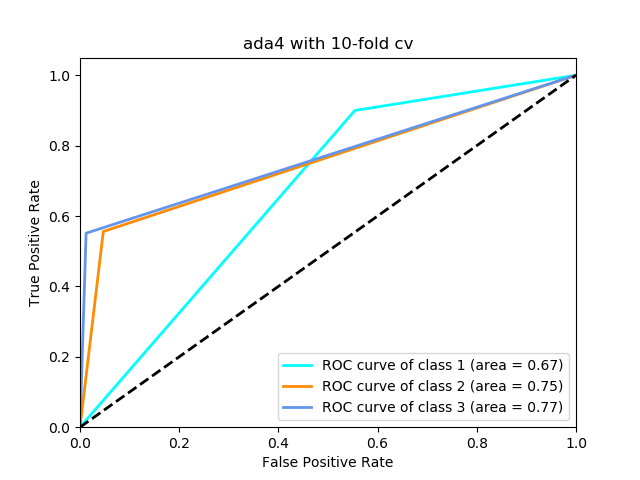 ada4 with 10-fold cv
1.0
0.8
0.6
0.4
0.2
0.0
True Positive Rate
ROC curve of class 1 (area = 0.67)
ROC curve of class 2 (area = 0.75)
ROC curve of class 3 (area = 0.77)
0.0 0.2 0.4 0.6 0.8 1.0
False Positive Rate